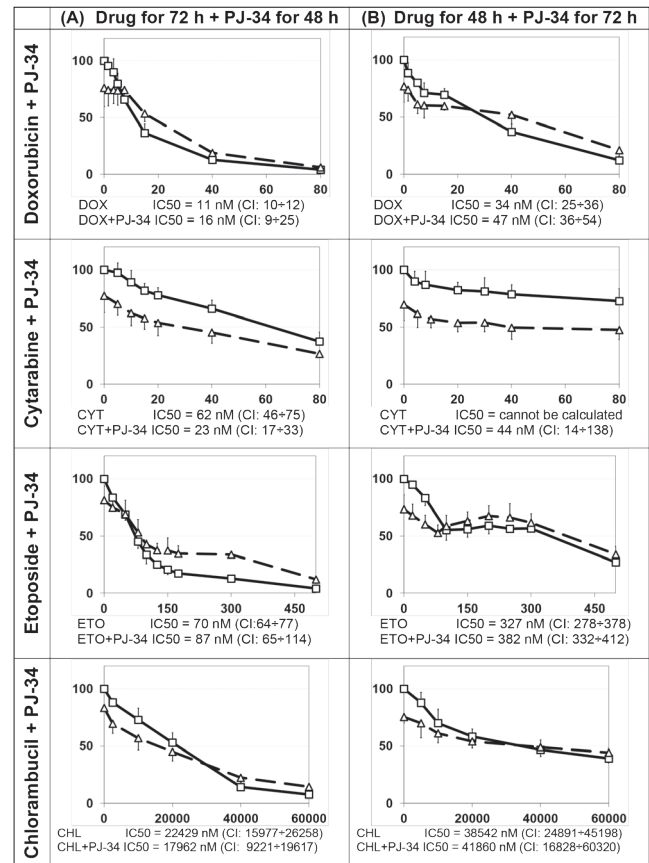 (A) Drug for 72 h + PJ-34 for 48 h
(B) Drug for 48 h + PJ-34 for 72 h
Doxorubicin + PJ-34
100
50
0
0 20 40 60 80
DOX IC50 = 11 nM (CI: 10÷12)
DOX+PJ-34 IC50 = 16 nM (CI: 9÷25)
100
50
0
0 20 40 60 80
DOX IC50 = 34 nM (CI: 25÷36)
DOX+PJ-34 IC50 = 47 nM (CI: 36÷54)
Cytarabine + PJ-34
100
50
0
0 20 40 60 80
CYT IC50 = 62 nM (CI: 46÷75)
CYT+PJ-34 IC50 = 23 nM (CI: 17÷33)
100
50
0
0 20 40 60 80
CYT IC50 = cannot be calculated
CYT+PJ-34 IC50 = 44 nM (CI: 14÷138)
Etoposide + PJ-34
100
50
0
0 150 300 450
ETO IC50 = 70 nM (CI:64÷77)
ETO+PJ-34 IC50 = 87 nM (CI: 65÷114)
100
50
0
0 150 300 450
ETO IC50 = 327 nM (CI: 278÷378)
ETO+PJ-34 IC50 = 382 nM (CI: 332÷412)
Chlorambucil + PJ-34
100
50
0
0 20000 40000 60000
CHL IC50 = 22429 nM (CI: 15977÷26258)
CHL+PJ-34 IC50 = 17962 nM (CI: 9221÷19617)
100
50
0
0 20000 40000 60000
CHL IC50 = 38542 nM (CI: 24891÷45198)
CHL+PJ-34 IC50 = 41860 nM (CI: 16828÷60320)